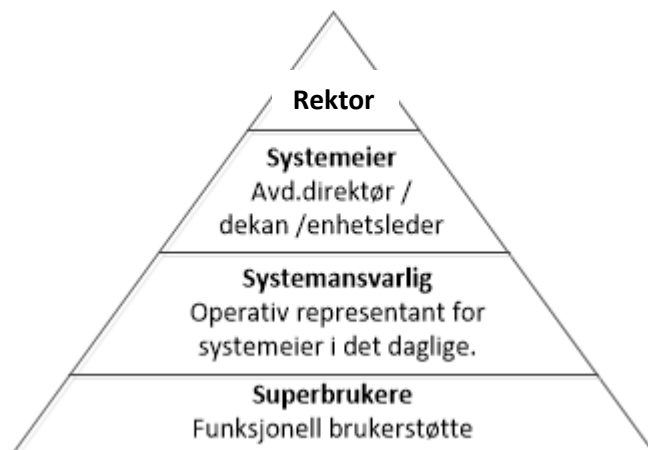 Rektor
Systemeier
Avd.direktør /
dekan /enhetsleder
Systemansvarlig
Operativ representant for
systemeier i det daglige.
Superbrukere
Funksjonell brukerstøtte